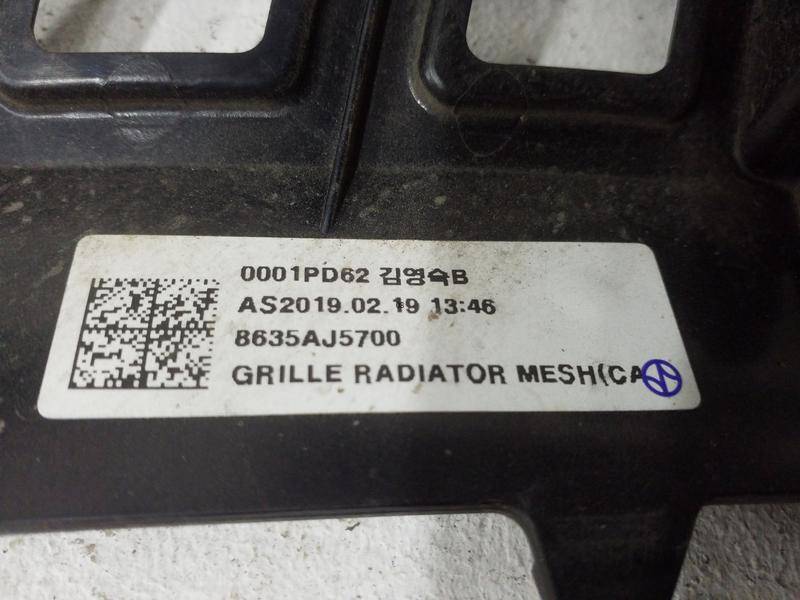 0001PD62 김영숙B
AS2019.02.19 13:46
8635AJ5700
GRILLE RADIATOR MESH(CA